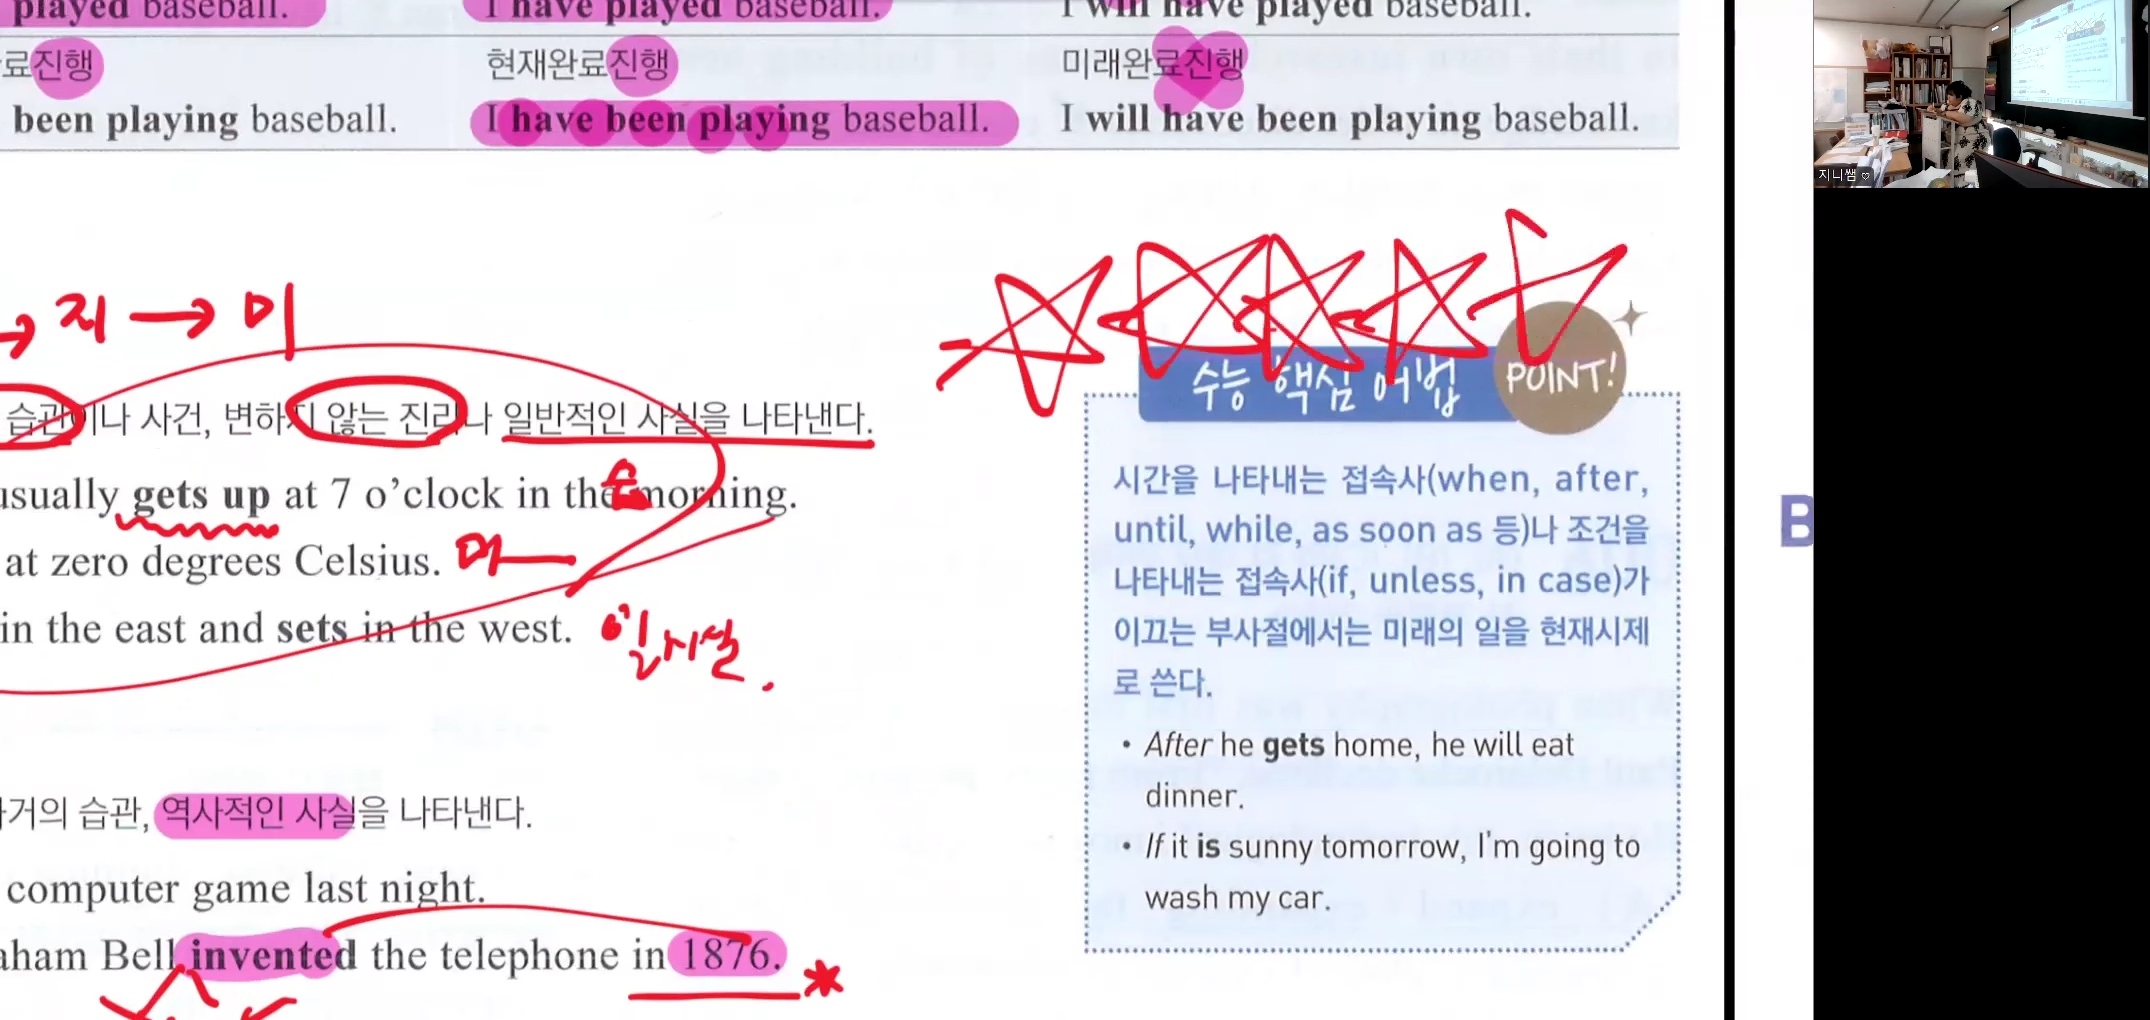 played baseball.
I have played baseball.
I will have played baseball.
료진행
현재완료진행
미래완료진행
been playing baseball.
I have been playing baseball.
I will have been playing baseball.
→ 지 → 미
습관이나 사건, 변하지 않는 진리나 일반적인 사실을 나타낸다.
usually gets up at 7 o'clock in the morning.
at zero degrees Celsius.
in the east and sets in the west.
일사실.
거의 습관, 역사적인 사실을 나타낸다.
computer game last night.
aham Bell invented the telephone in 1876.
수능 핵심 어법 POINT!
시간을 나타내는 접속사(when, after,
until, while, as soon as 등)나 조건을
나타내는 접속사(if, unless, in case)가
이끄는 부사절에서는 미래의 일을 현재시제
로 쓴다.
• After he gets home, he will eat
dinner.
• If it is sunny tomorrow, I'm going to
wash my car.
B
지니쌤♡